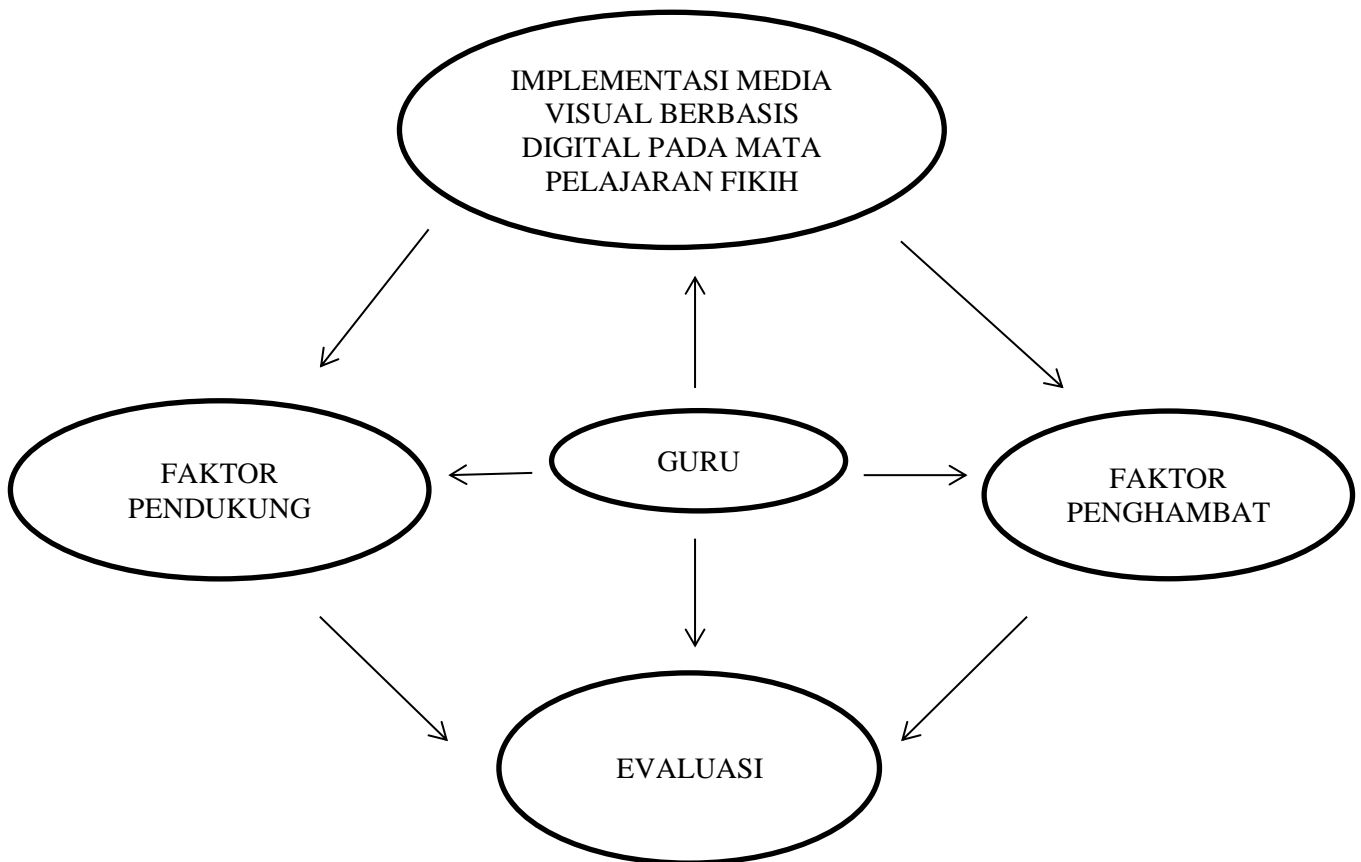 IMPLEMENTASI MEDIA
VISUAL BERBASIS
DIGITAL PADA MATA
PELAJARAN FIKIH
FAKTOR
PENDUKUNG
GURU
FAKTOR
PENGHAMBAT
EVALUASI